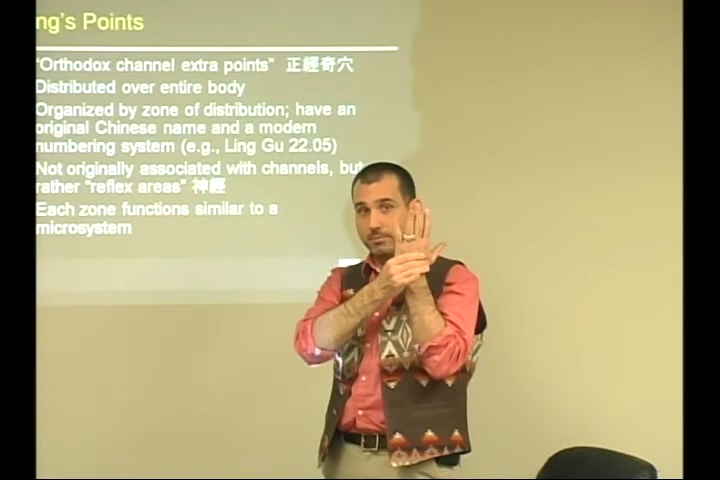 ng's Points
"Orthodox channel extra points" 正經奇穴
Distributed over entire body
Organized by zone of distribution; have an
original Chinese name and a modern
numbering system (e.g., Ling Gu 22.05)
Not originally associated with channels, but
rather "reflex areas" 神經
Each zone functions similar to a
microsystem